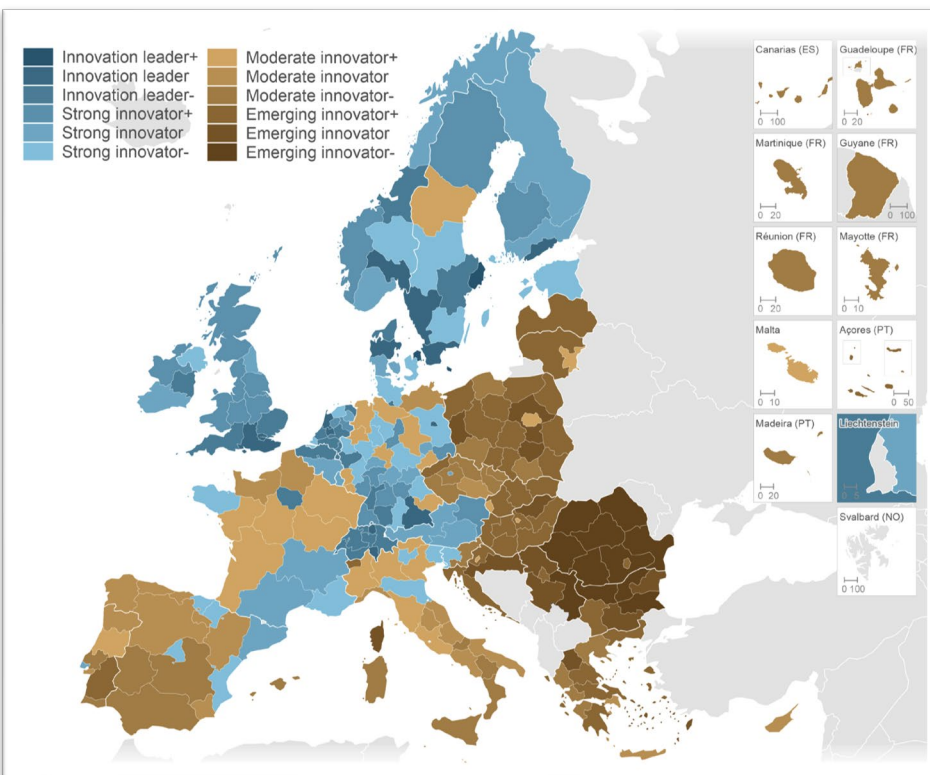 Innovation leader+
Innovation leader
Innovation leader-
Strong innovator+
Strong innovator
Strong innovator-
Moderate innovator+
Moderate innovator
Moderate innovator-
Emerging innovator+
Emerging innovator
Emerging innovator-
Canarias (ES)
0 100
Guadeloupe (FR)
0 20
Martinique (FR)
0 20
Guyane (FR)
0 100
Réunion (FR)
0 20
Mayotte (FR)
0 10
Malta
0 10
Açores (PT)
0 50
Madeira (PT)
0 20
Liechtenstein
0 5
Svalbard (NO)
0 100